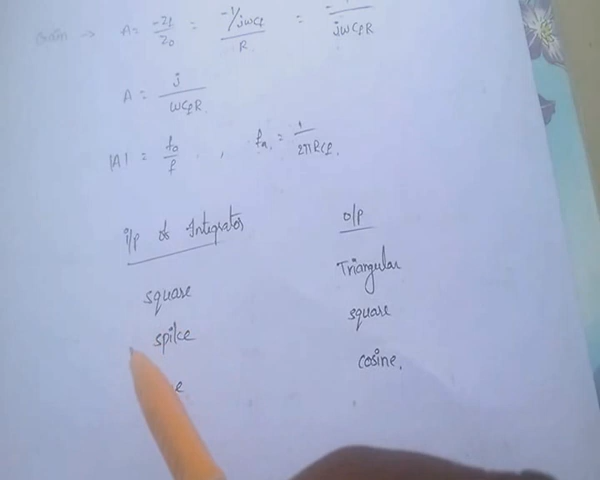 Gain → A = -Zf/Z0 = -1/jωCf/R = -1/jωCfR
A = j/ωCfR
|A| = fa/f , fa = 1/2πRCf.
i/p of Integrator o/p
square Triangular
spike square
cosine.